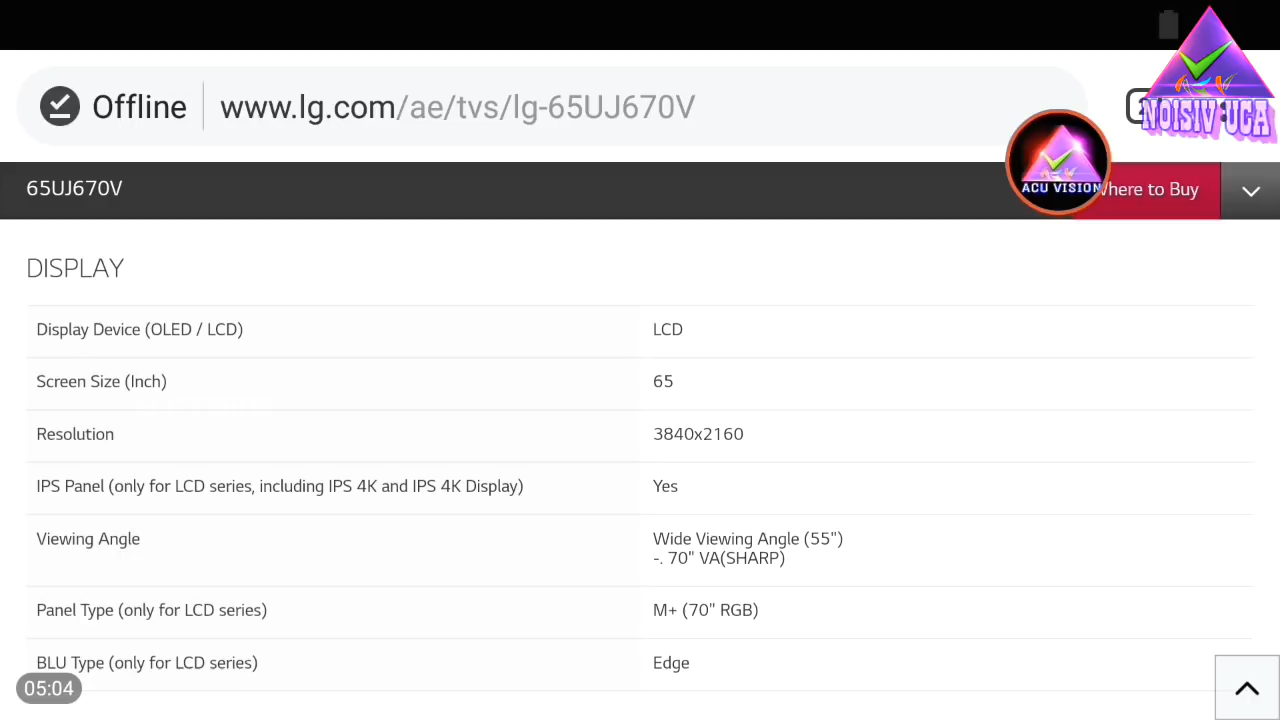 Offline
www.lg.com/ae/tvs/lg-65UJ670V
NOISIV UCA
65UJ670V
ACU VISION
here to Buy
DISPLAY
Display Device (OLED / LCD) LCD
Screen Size (Inch) 65
Resolution 3840x2160
IPS Panel (only for LCD series, including IPS 4K and IPS 4K Display) Yes
Viewing Angle Wide Viewing Angle (55")
-. 70" VA(SHARP)
Panel Type (only for LCD series) M+ (70" RGB)
BLU Type (only for LCD series) Edge
05:04